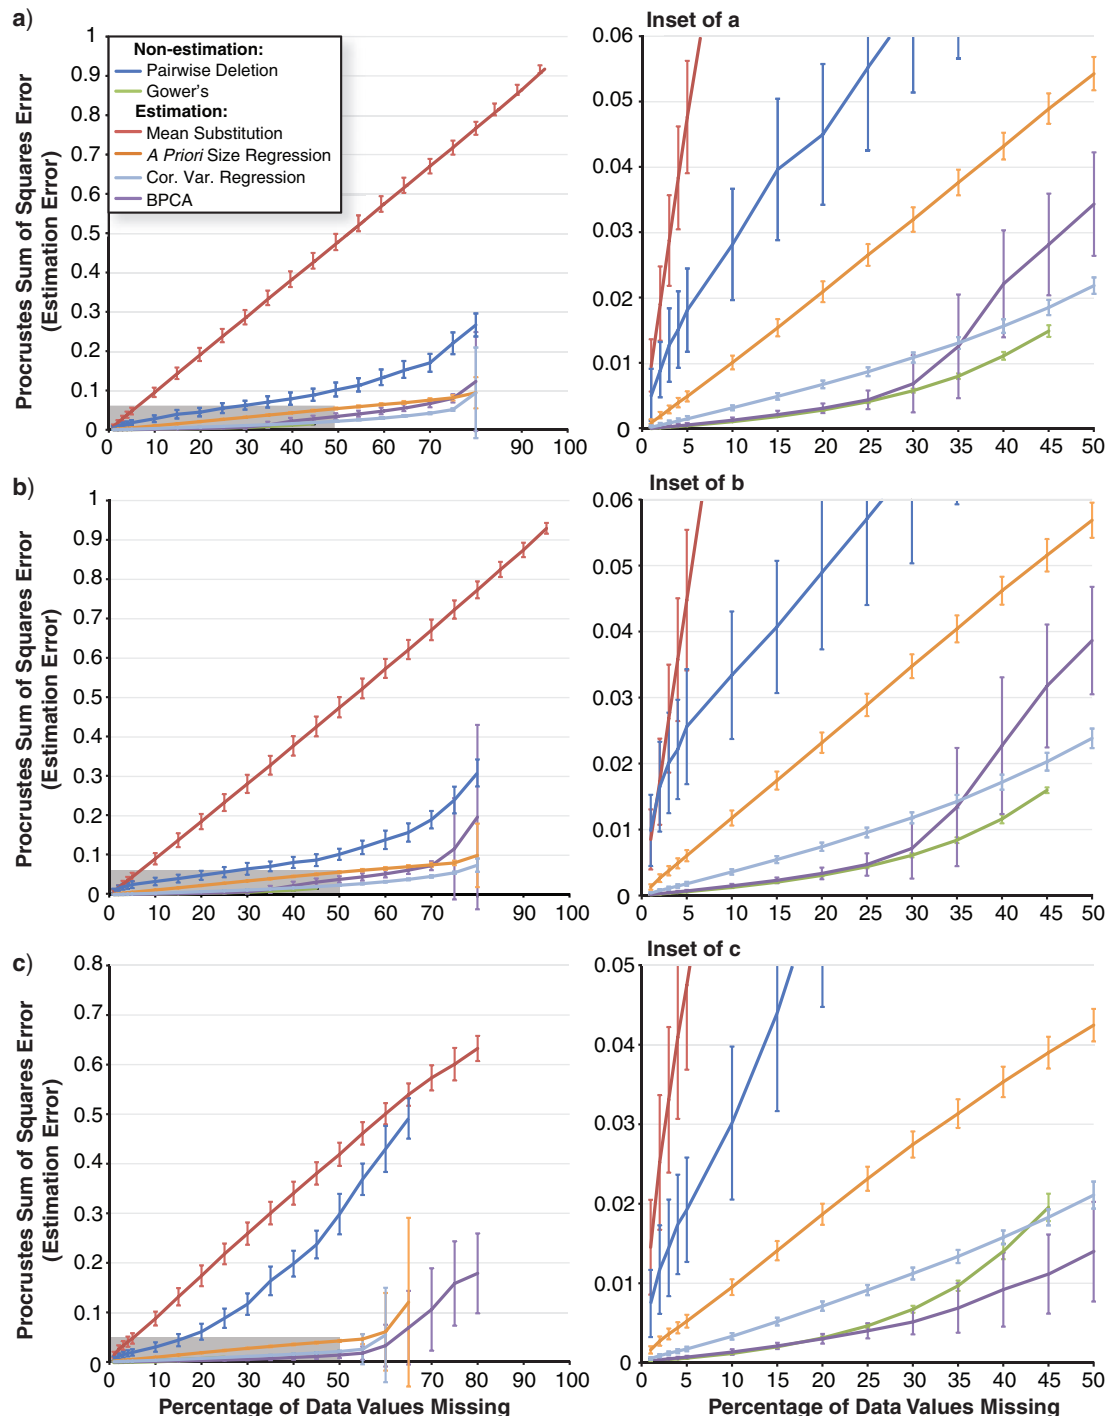 a)
Procrustes Sum of Squares Error
(Estimation Error)
1
0.9
0.8
0.7
0.6
0.5
0.4
0.3
0.2
0.1
0
Non-estimation:
Pairwise Deletion
Gower's
Estimation:
Mean Substitution
A Priori Size Regression
Cor. Var. Regression
BPCA
0 10 20 30 40 50 60 70 80 90 100
Inset of a
0.06
0.05
0.04
0.03
0.02
0.01
0
0 5 10 15 20 25 30 35 40 45 50
b)
Procrustes Sum of Squares Error
(Estimation Error)
1
0.9
0.8
0.7
0.6
0.5
0.4
0.3
0.2
0.1
0
0 10 20 30 40 50 60 70 80 90 100
Inset of b
0.06
0.05
0.04
0.03
0.02
0.01
0
0 5 10 15 20 25 30 35 40 45 50
c)
Procrustes Sum of Squares Error
(Estimation Error)
0.8
0.7
0.6
0.5
0.4
0.3
0.2
0.1
0
0 10 20 30 40 50 60 70 80 90 100
Percentage of Data Values Missing
Inset of c
0.05
0.04
0.03
0.02
0.01
0
0 5 10 15 20 25 30 35 40 45 50
Percentage of Data Values Missing